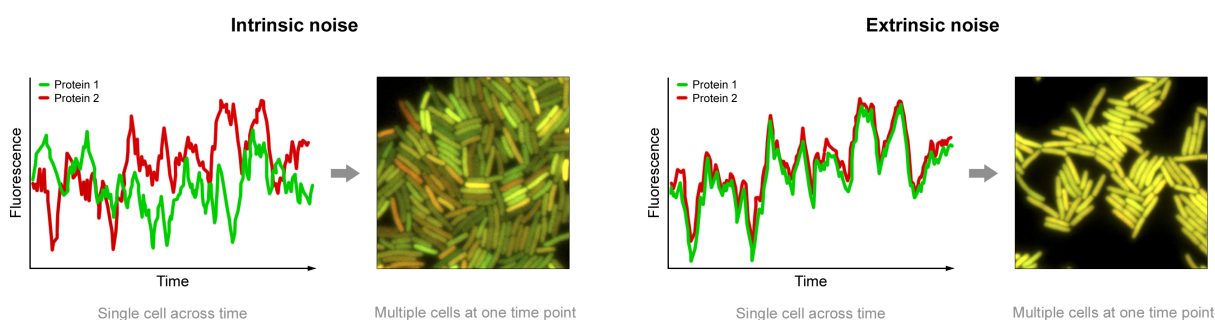 Intrinsic noise
Protein 1
Protein 2
Fluorescence
Time
Single cell across time
Multiple cells at one time point
Extrinsic noise
Protein 1
Protein 2
Fluorescence
Time
Single cell across time
Multiple cells at one time point